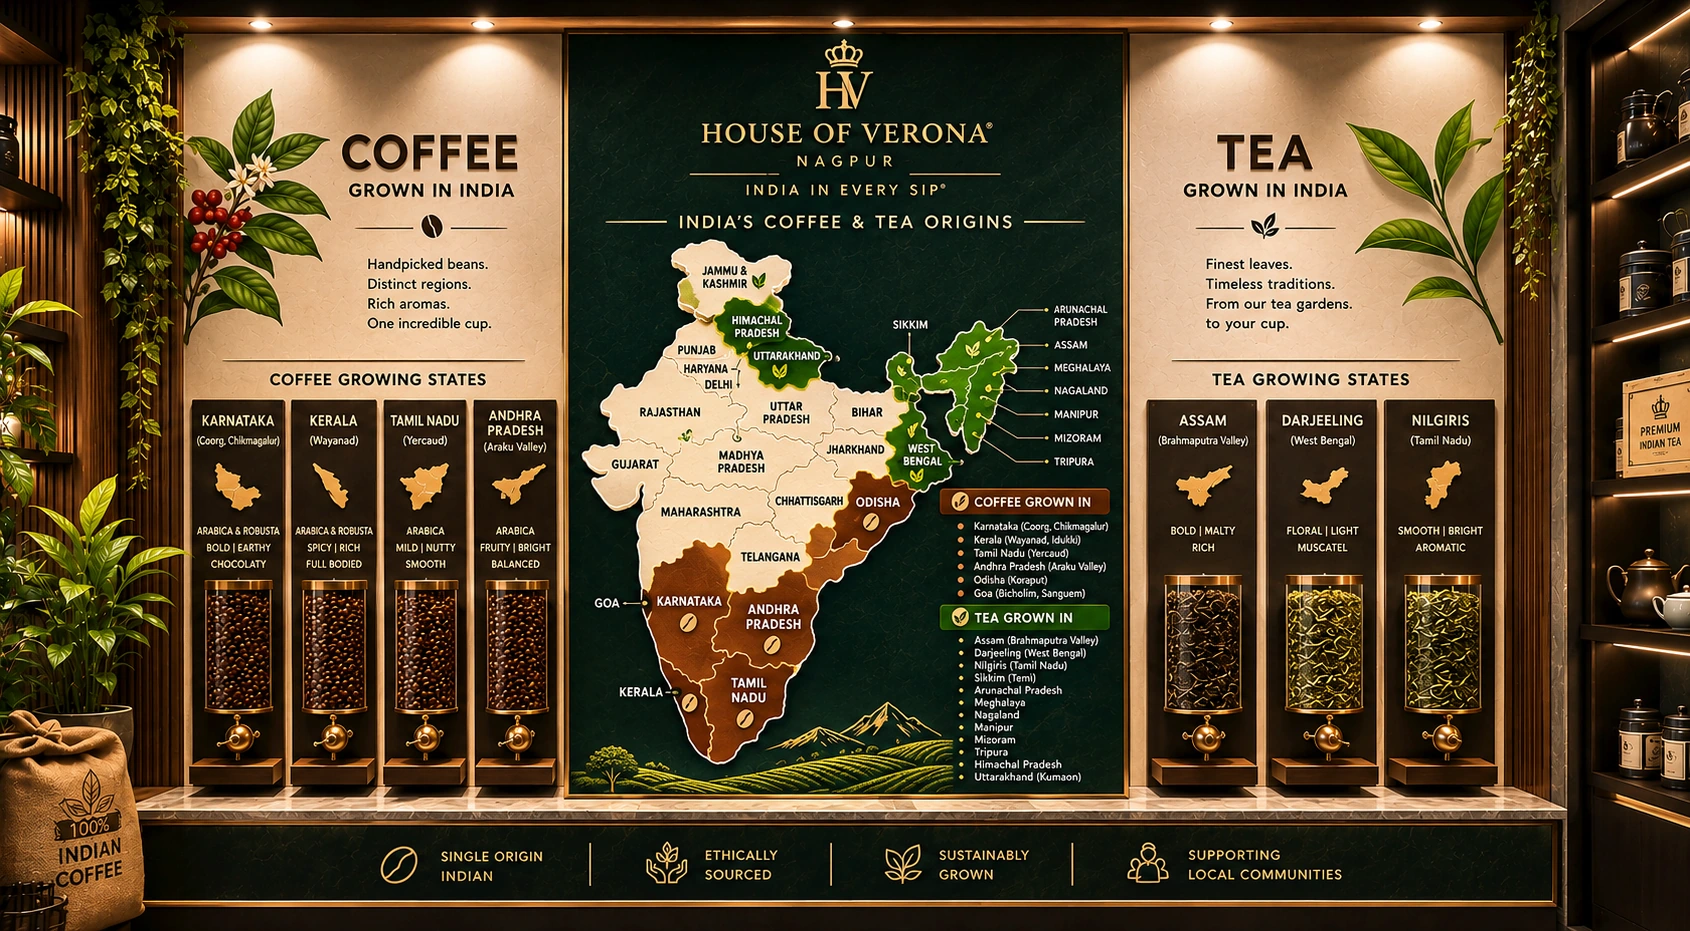 COFFEE
GROWN IN INDIA
Handpicked beans.
Distinct regions.
Rich aromas.
One incredible cup.
COFFEE GROWING STATES
KARNATAKA
(Coorg, Chikmagalur)
ARABICA & ROBUSTA
BOLD | EARTHY
CHOCOLATY
KERALA
(Wayanad)
ARABICA & ROBUSTA
SPICY | RICH
FULL BODIED
TAMIL NADU
(Yercaud)
ARABICA
MILD | NUTTY
SMOOTH
ANDHRA
PRADESH
(Araku Valley)
ARABICA
FRUITY | BRIGHT
BALANCED
100%
INDIAN
COFFEE
HV
HOUSE OF VERONA®
NAGPUR
INDIA IN EVERY SIP®
INDIA'S COFFEE & TEA ORIGINS
JAMMU &
KASHMIR
HIMACHAL
PRADESH
PUNJAB
UTTARAKHAND
HARYANA
DELHI
RAJASTHAN
UTTAR
PRADESH
BIHAR
SIKKIM
ARUNACHAL
PRADESH
ASSAM
MEGHALAYA
NAGALAND
MANIPUR
MIZORAM
TRIPURA
GUJARAT
MADHYA
PRADESH
JHARKHAND
WEST
BENGAL
MAHARASHTRA
CHHATTISGARH
ODISHA
TELANGANA
GOA
KARNATAKA
ANDHRA
PRADESH
KERALA
TAMIL
NADU
COFFEE GROWN IN
Karnataka (Coorg, Chikmagalur)
Kerala (Wayanad, Idukki)
Tamil Nadu (Yercaud)
Andhra Pradesh (Araku Valley)
Odisha (Koraput)
Goa (Bicholim, Sanguem)
TEA GROWN IN
Assam (Brahmaputra Valley)
Darjeeling (West Bengal)
Nilgiris (Tamil Nadu)
Sikkim (Temi)
Arunachal Pradesh
Meghalaya
Nagaland
Manipur
Mizoram
Tripura
Himachal Pradesh
Uttarakhand (Kumaon)
TEA
GROWN IN INDIA
Finest leaves.
Timeless traditions.
From our tea gardens.
to your cup.
TEA GROWING STATES
ASSAM
(Brahmaputra Valley)
BOLD | MALTY
RICH
DARJEELING
(West Bengal)
FLORAL | LIGHT
MUSCATEL
NILGIRIS
(Tamil Nadu)
SMOOTH | BRIGHT
AROMATIC
PREMIUM
INDIAN TEA
SINGLE ORIGIN
INDIAN
ETHICALLY
SOURCED
SUSTAINABLY
GROWN
SUPPORTING
LOCAL COMMUNITIES